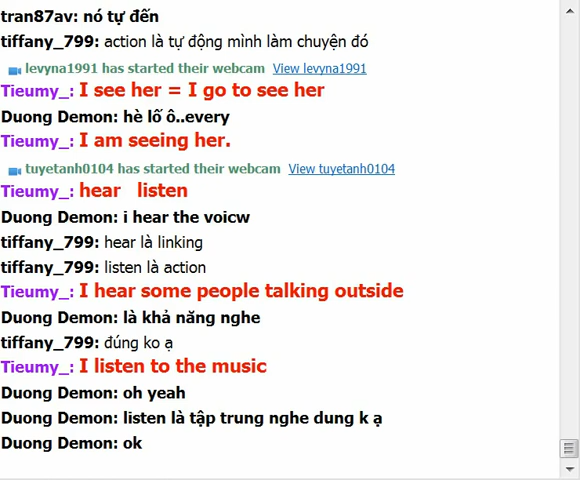 tran87av: nó tự đến
tiffany_799: action là tự động mình làm chuyện đó
levyna1991 has started their webcam View levyna1991
Tieumy_: I see her = I go to see her
Duong Demon: hè lố ô..every
Tieumy_: I am seeing her.
tuyetanh0104 has started their webcam View tuyetanh0104
Tieumy_: hear listen
Duong Demon: i hear the voicw
tiffany_799: hear là linking
tiffany_799: listen là action
Tieumy_: I hear some people talking outside
Duong Demon: là khả năng nghe
tiffany_799: đúng ko ạ
Tieumy_: I listen to the music
Duong Demon: oh yeah
Duong Demon: listen là tập trung nghe dung k ạ
Duong Demon: ok